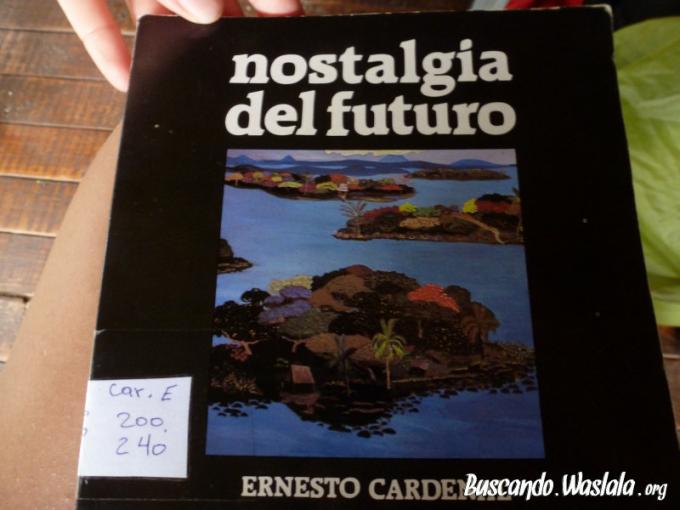 nostalgia
del futuro
Car. E
200.
240
ERNESTO CARDENAL
Buscando.Waslala.org